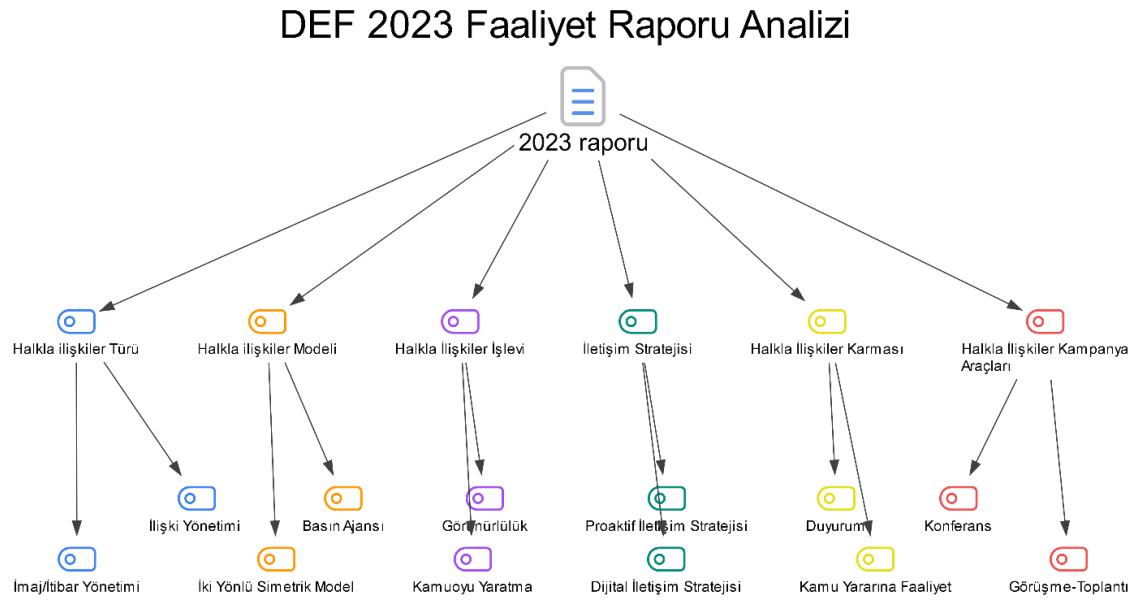 DEF 2023 Faaliyet Raporu Analizi
2023 raporu
Halkla ilişkiler Türü
Halkla ilişkiler Modeli
Halkla İlişkiler İşlevi
İletişim Stratejisi
Halkla İlişkiler Karması
Halkla İlişkiler Kampanya
Araçları
İlişki Yönetimi
Basın Ajansı
Görünürlülük
Proaktif İletişim Stratejisi
Duyurum
Konferans
İmaj/İtibar Yönetimi
İki Yönlü Simetrik Model
Kamuoyu Yaratma
Dijital İletişim Stratejisi
Kamu Yararına Faaliyet
Görüşme-Toplantı